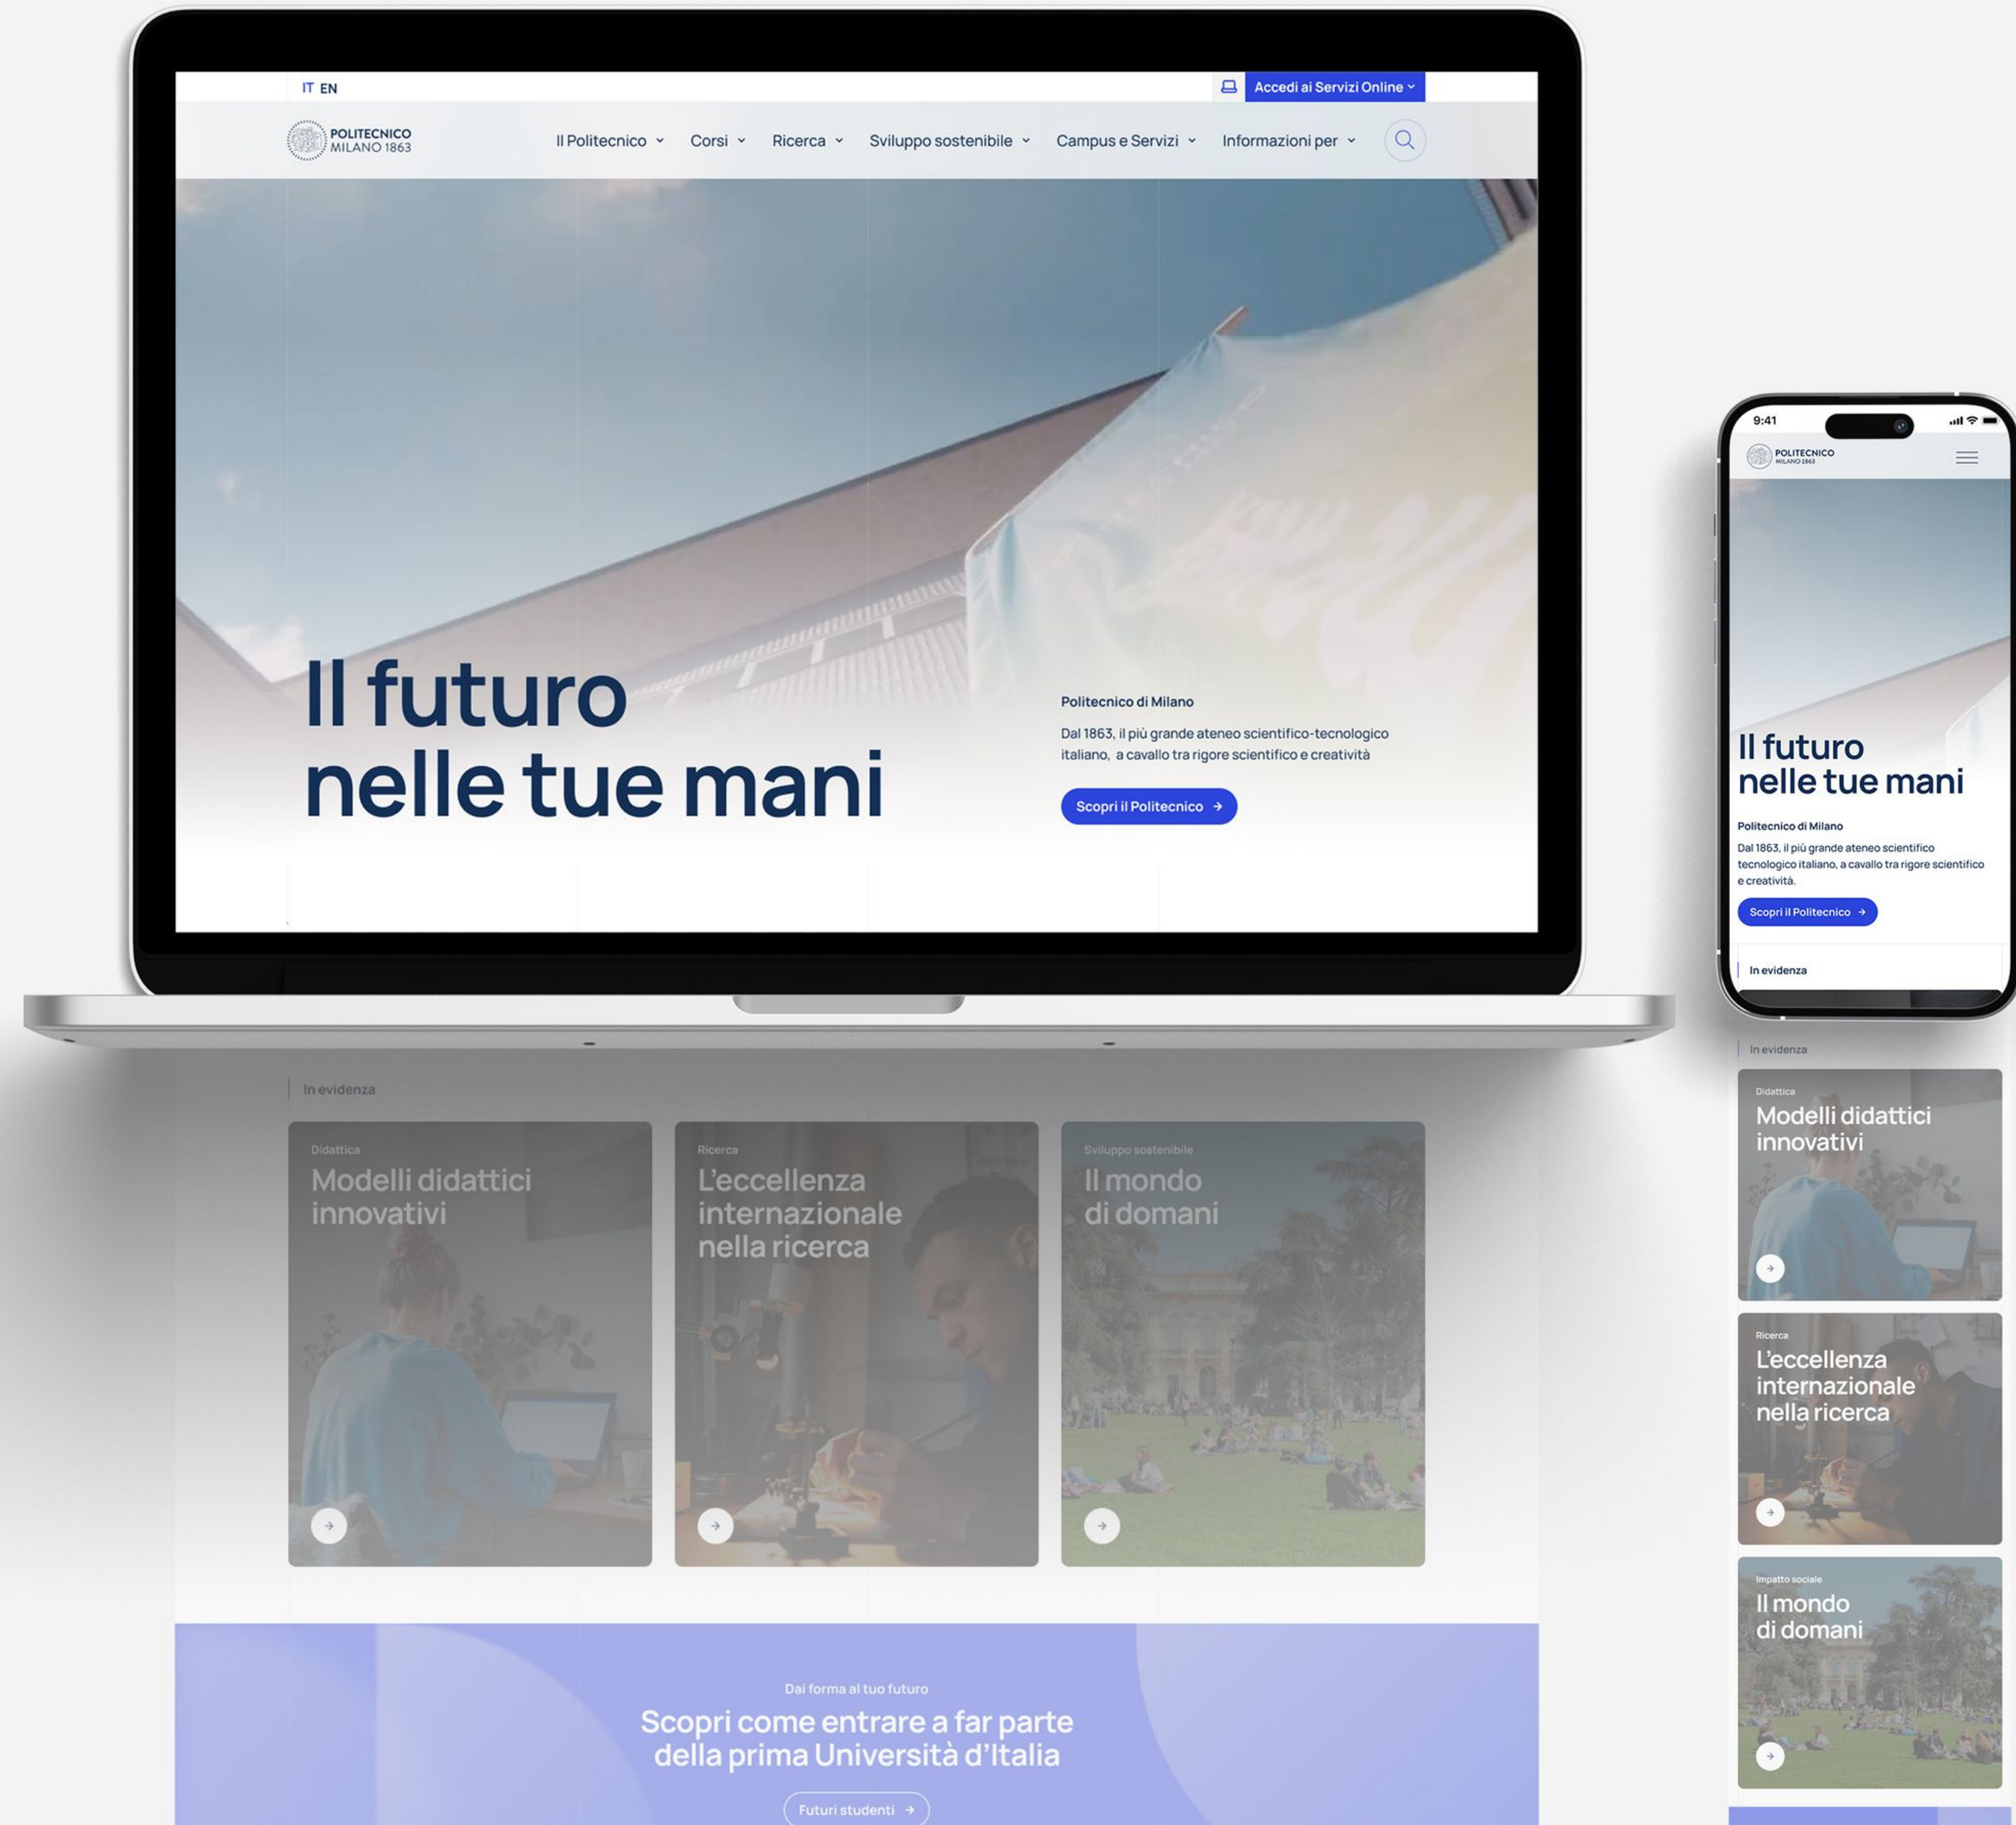 IT EN
Accedi ai Servizi Online
POLITECNICO
MILANO 1863
Il Politecnico
Corsi
Ricerca
Sviluppo sostenibile
Campus e Servizi
Informazioni per
Il futuro
nelle tue mani
Politecnico di Milano
Dal 1863, il più grande ateneo scientifico-tecnologico
italiano, a cavallo tra rigore scientifico e creatività
Scopri il Politecnico →
In evidenza
Didattica
Modelli didattici
innovativi
Ricerca
L'eccellenza
internazionale
nella ricerca
Sviluppo sostenibile
Il mondo
di domani
Dai forma al tuo futuro
Scopri come entrare a far parte
della prima Università d'Italia
Futuri studenti →
9:41
POLITECNICO
MILANO 1863
Il futuro
nelle tue mani
Politecnico di Milano
Dal 1863, il più grande ateneo scientifico
tecnologico italiano, a cavallo tra rigore scientifico
e creatività.
Scopri il Politecnico →
In evidenza
In evidenza
Didattica
Modelli didattici
innovativi
Ricerca
L'eccellenza
internazionale
nella ricerca
Impatto sociale
Il mondo
di domani